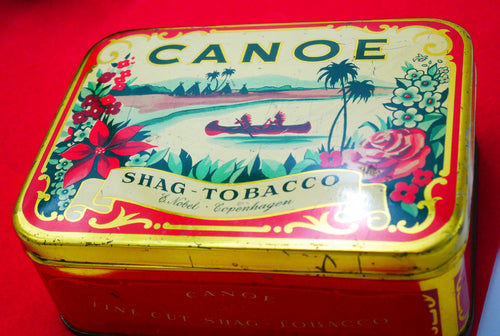 CANOE
SHAG-TOBACCO
E. Nobel - Copenhagen
CANOE
FINE CUT SHAG TOBACCO